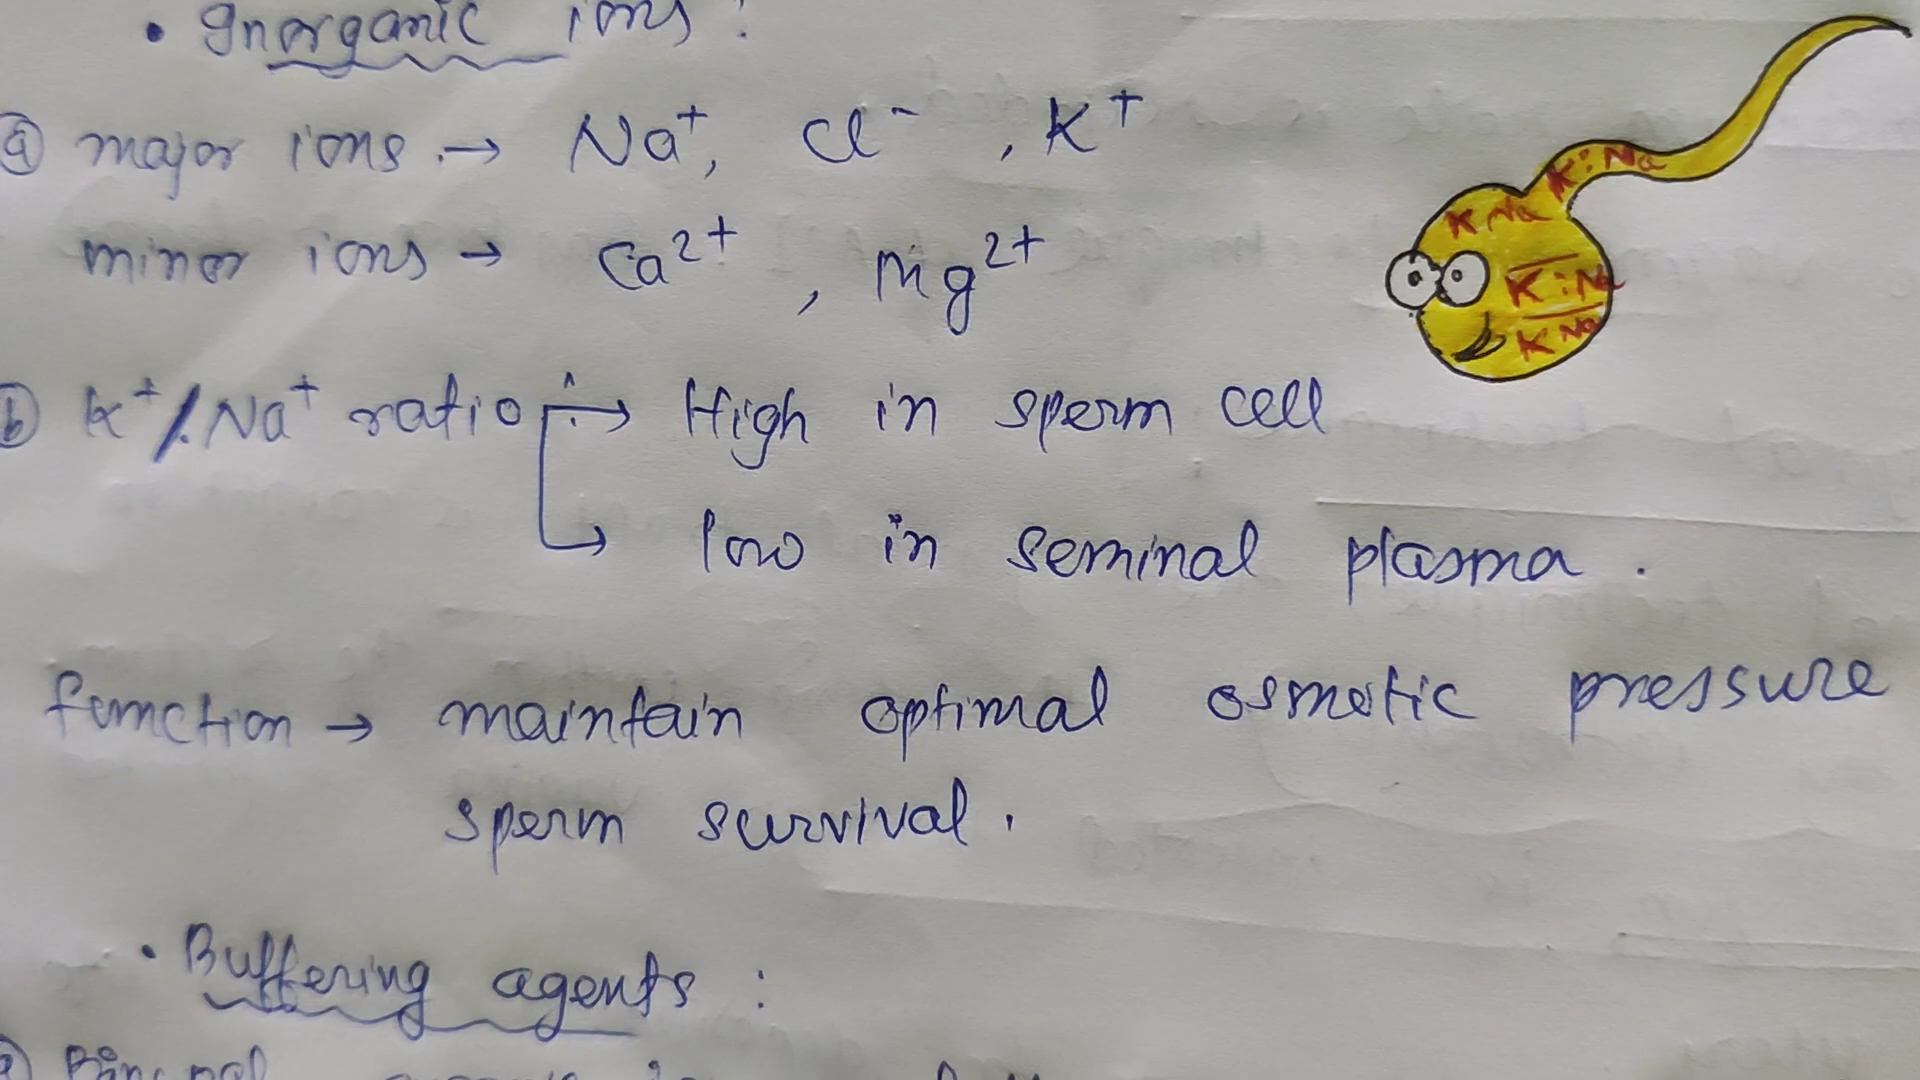 • Inorganic ions :
ⓐ major ions → Na⁺, Cl⁻, K⁺
minor ions → Ca²⁺, Mg²⁺
ⓑ K⁺/Na⁺ ratio → High in sperm cell
→ low in seminal plasma.
K:Na
K Na
K:Na
K Na
function → maintain optimal osmotic pressure
sperm survival.
• Buffering agents :